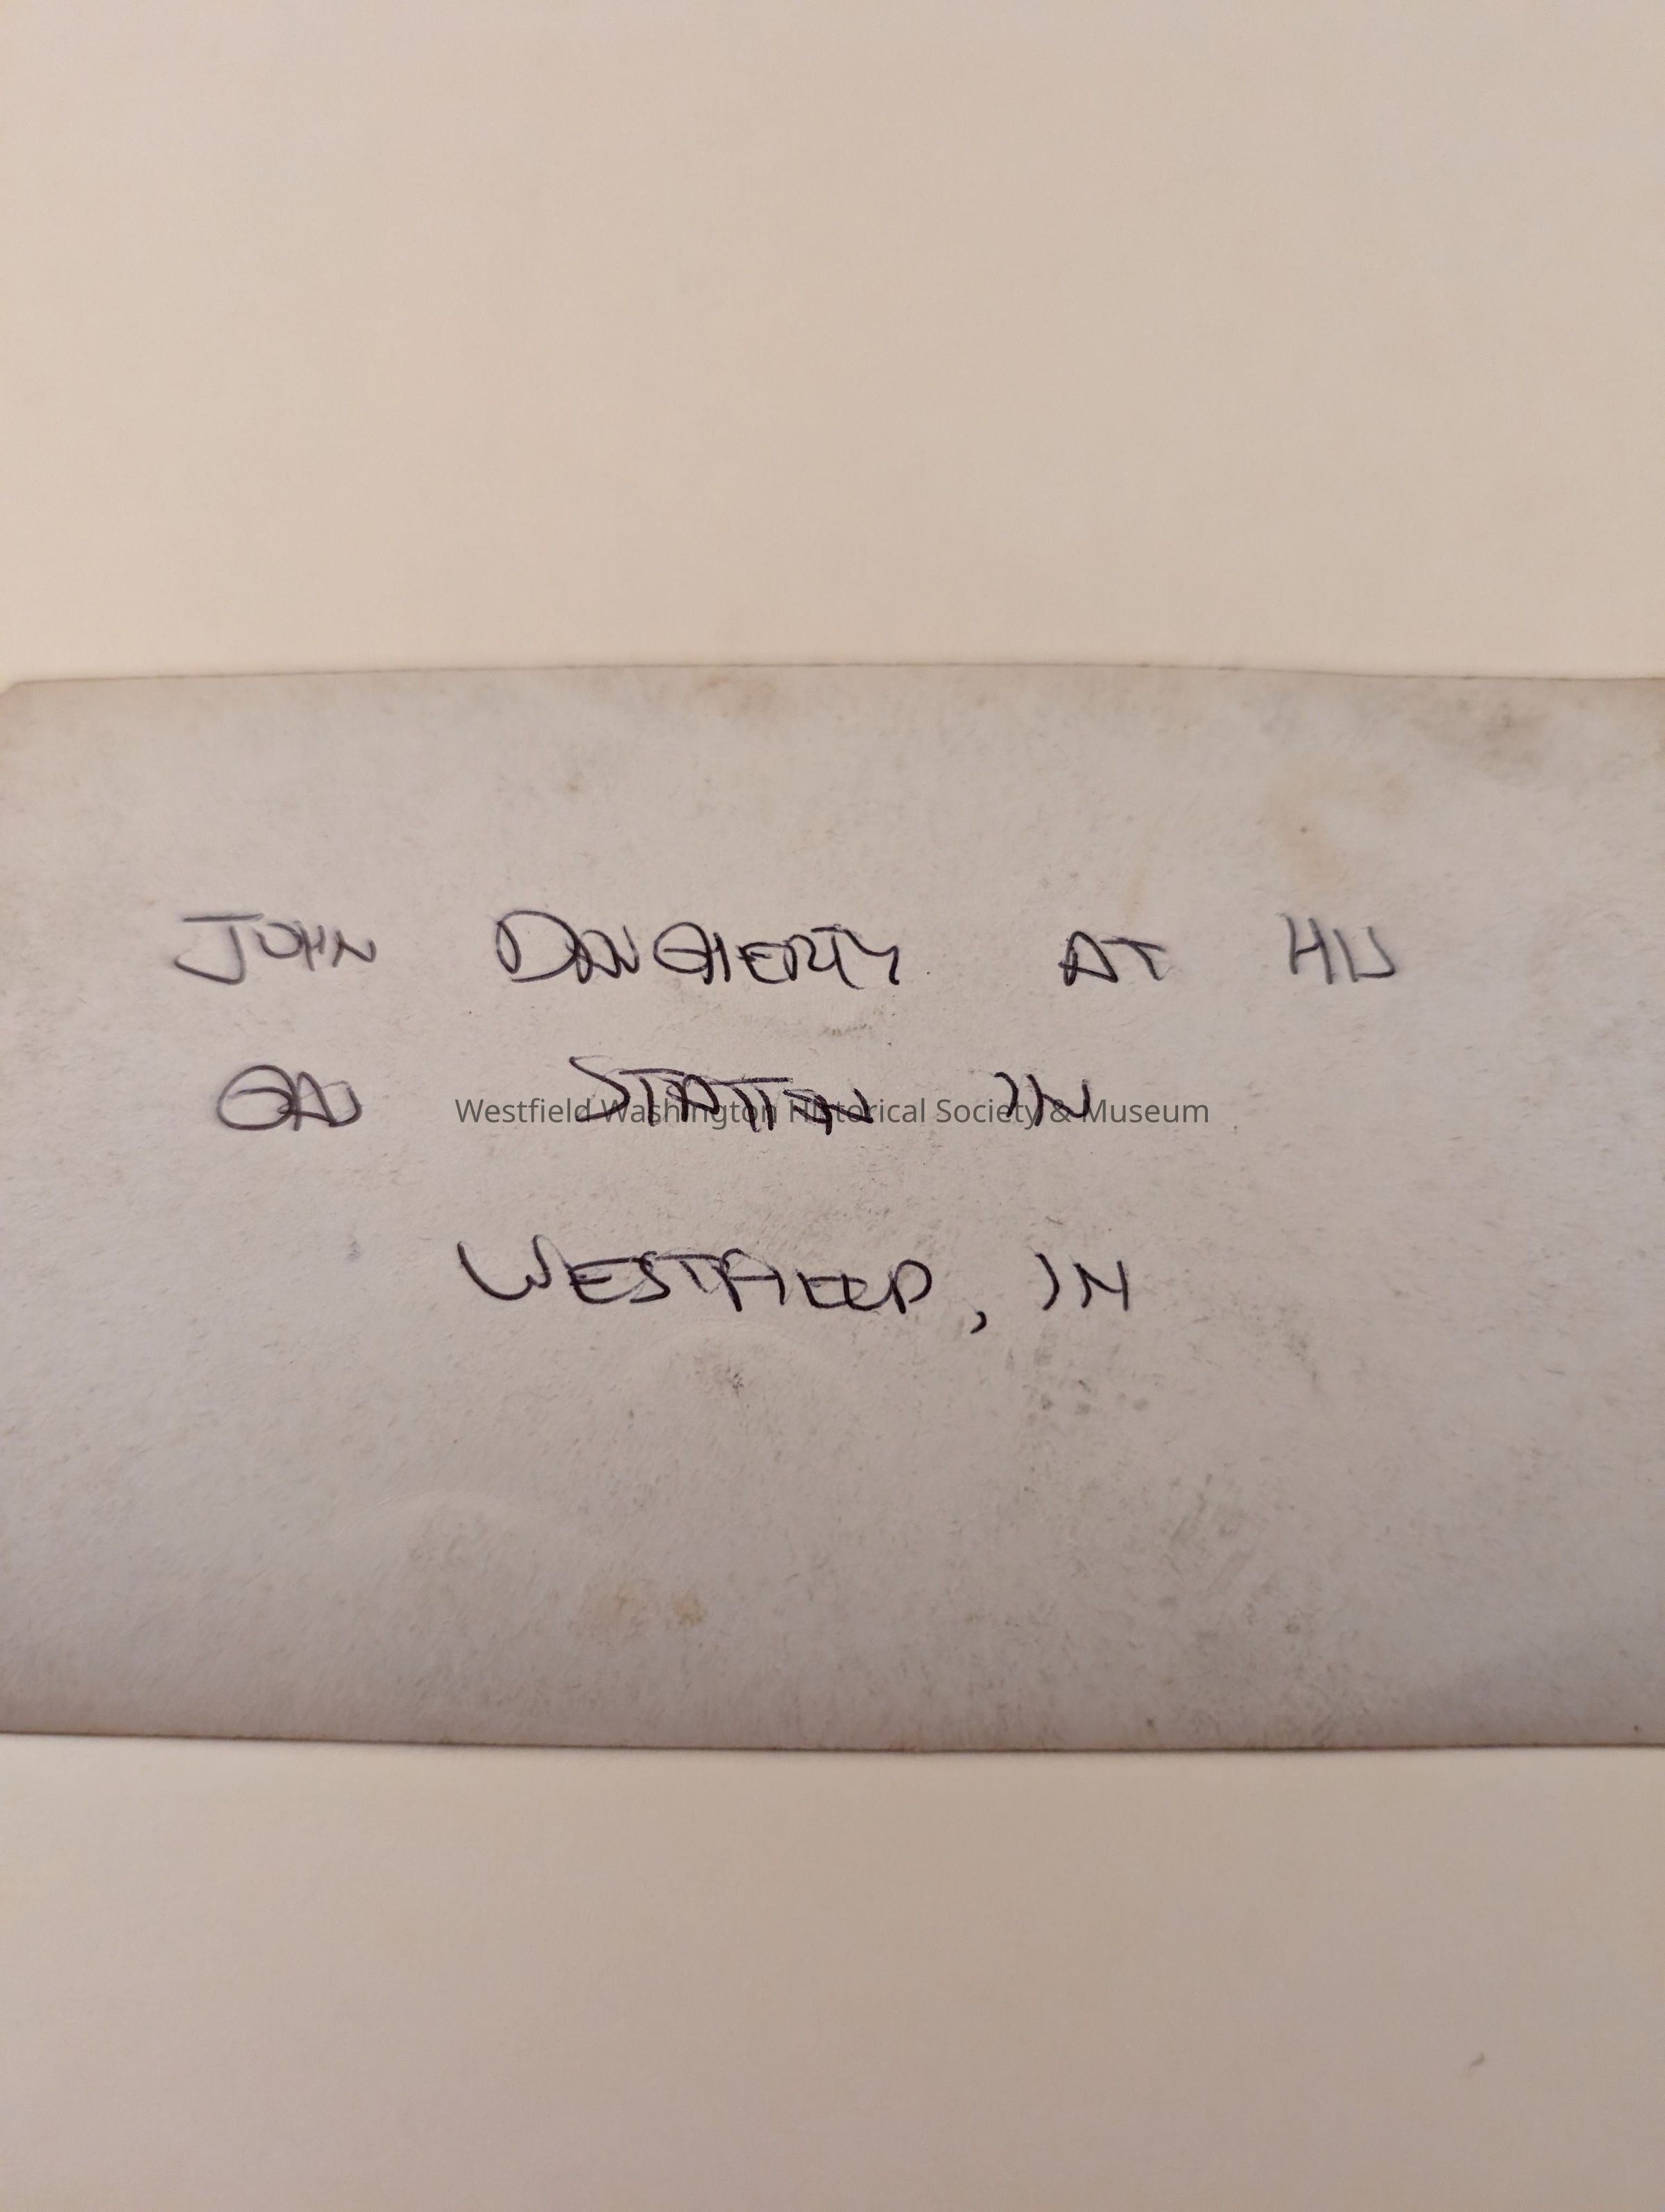 JOHN DAUGHERTY AT HIS
GAS STATION IN
Westfield Washington Historical Society & Museum
WESTFIELD, IN